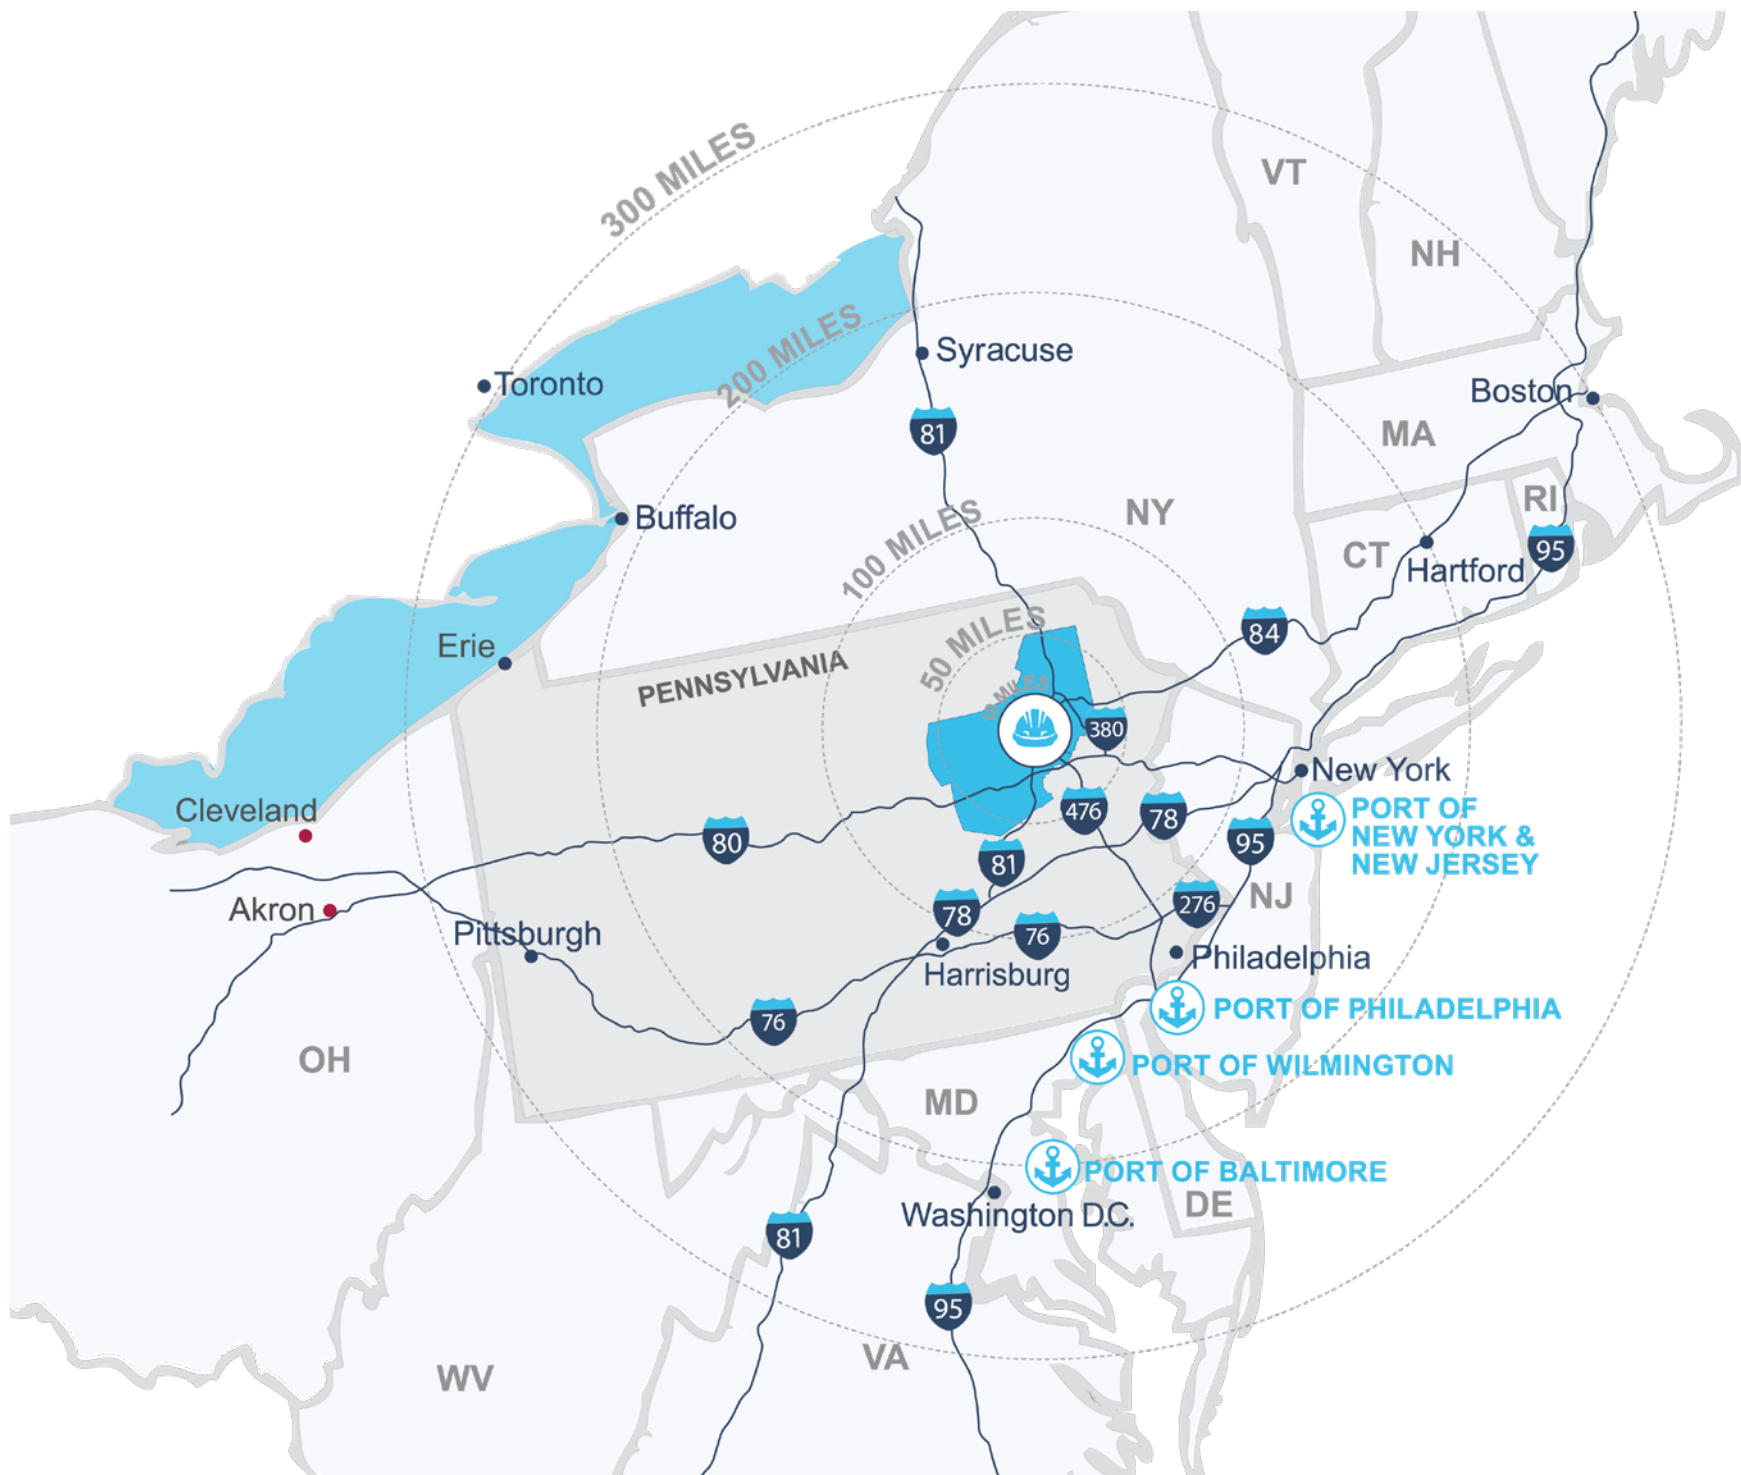 300 MILES
VT
NH
200 MILES
Syracuse
Toronto
Boston
81
MA
100 MILES
NY
RI
Buffalo
CT
95
Hartford
50 MILES
84
Erie
PENNSYLVANIA
MILES
380
New York
Cleveland
476
78
PORT OF
NEW YORK &
NEW JERSEY
80
95
81
Akron
78
276
NJ
Pittsburgh
76
Harrisburg
Philadelphia
76
PORT OF PHILADELPHIA
OH
PORT OF WILMINGTON
MD
PORT OF BALTIMORE
DE
Washington D.C.
81
95
VA
WV